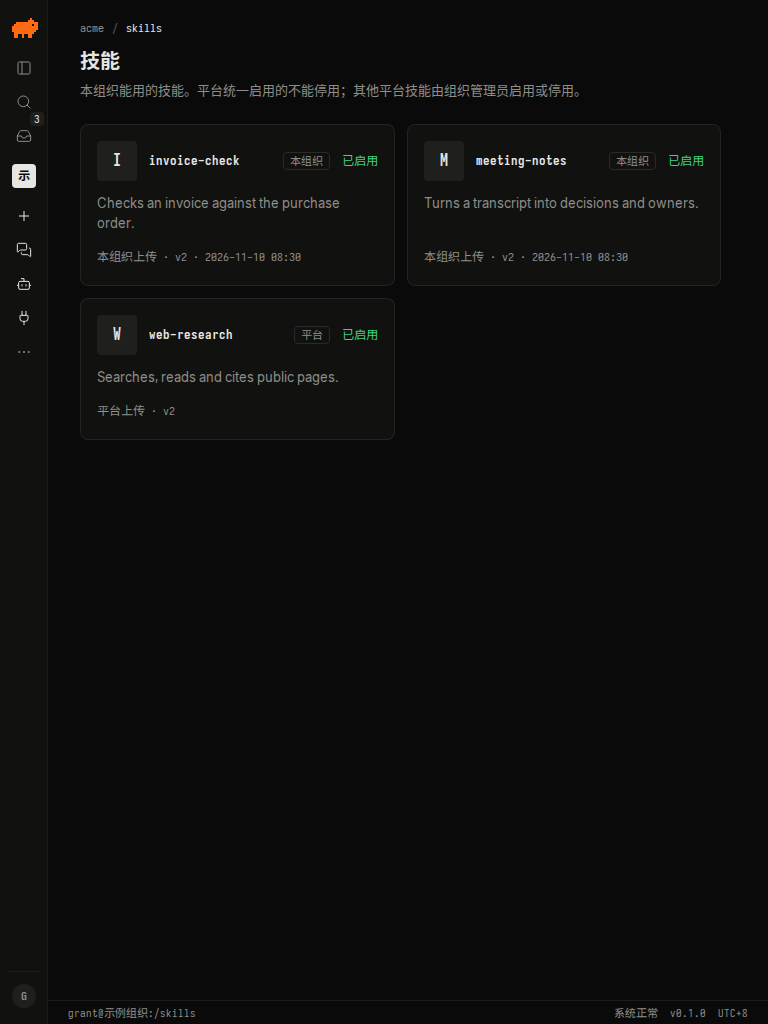 acme / skills
技能
本组织能用的技能。平台统一启用的不能停用；其他平台技能由组织管理员启用或停用。
3
示
I invoice-check 本组织 已启用
Checks an invoice against the purchase
order.
本组织上传 · v2 · 2026-11-10 08:30
M meeting-notes 本组织 已启用
Turns a transcript into decisions and owners.
本组织上传 · v2 · 2026-11-10 08:30
W web-research 平台 已启用
Searches, reads and cites public pages.
平台上传 · v2
G
grant@示例组织:/skills
系统正常 v0.1.0 UTC+8